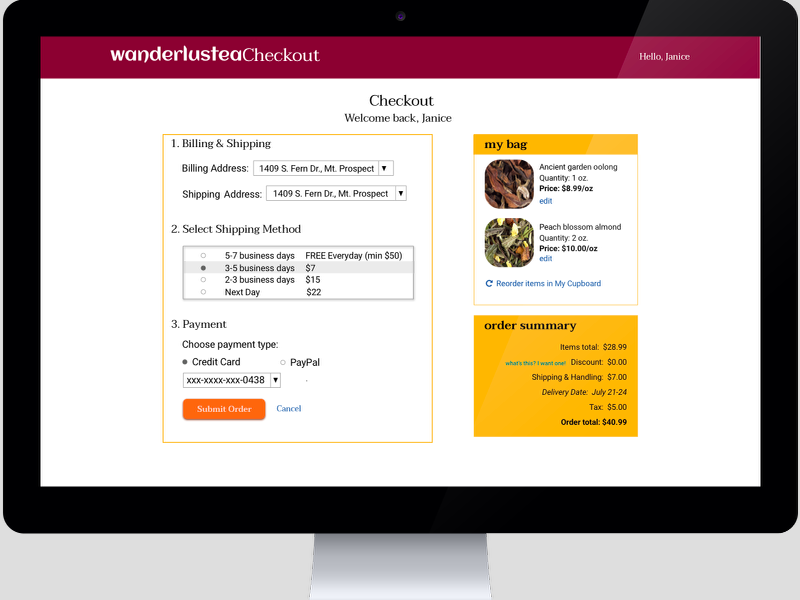 wanderlusteaCheckout
Hello, Janice
Checkout
Welcome back, Janice
1. Billing & Shipping
Billing Address: 1409 S. Fern Dr., Mt. Prospect
Shipping Address: 1409 S. Fern Dr., Mt. Prospect
2. Select Shipping Method
5-7 business days FREE Everyday (min $50)
3-5 business days $7
2-3 business days $15
Next Day $22
3. Payment
Choose payment type:
Credit Card PayPal
xxx-xxxx-xxx-0438
Submit Order Cancel
my bag
Ancient garden oolong
Quantity: 1 oz.
Price: $8.99/oz
edit
Peach blossom almond
Quantity: 2 oz.
Price: $10.00/oz
edit
Reorder items in My Cupboard
order summary
Items total: $28.99
what's this? I want one! Discount: $0.00
Shipping & Handling: $7.00
Delivery Date: July 21-24
Tax: $5.00
Order total: $40.99